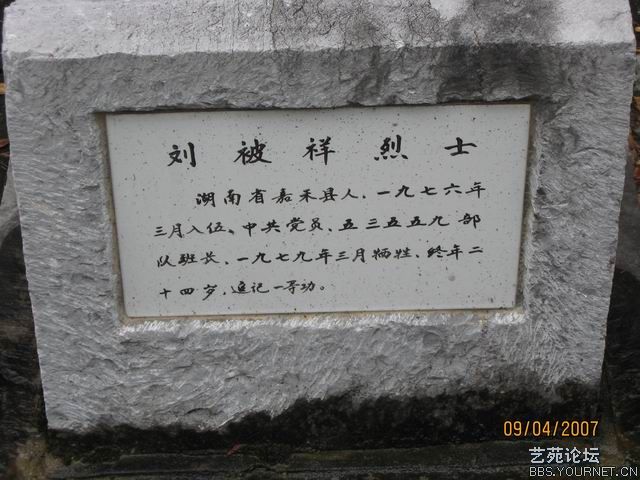 刘被祥烈士
湖南省嘉禾县人，一九七六年
三月入伍。中共党员，五三五五九部
队班长，一九七九年三月牺牲，终年二
十四岁，追记一等功。
09/04/2007
艺苑论坛
BBS.YOURNET.CN